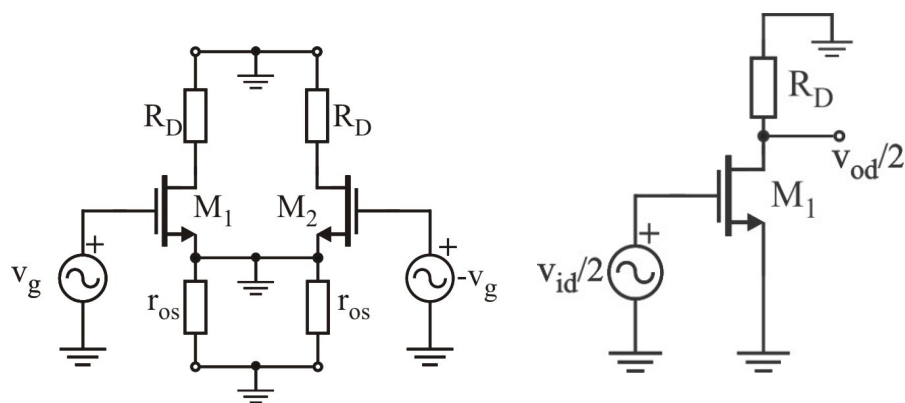 R_D R_D
M_1 M_2
v_g + + -v_g
r_os r_os
R_D
v_od/2
M_1
v_id/2 +